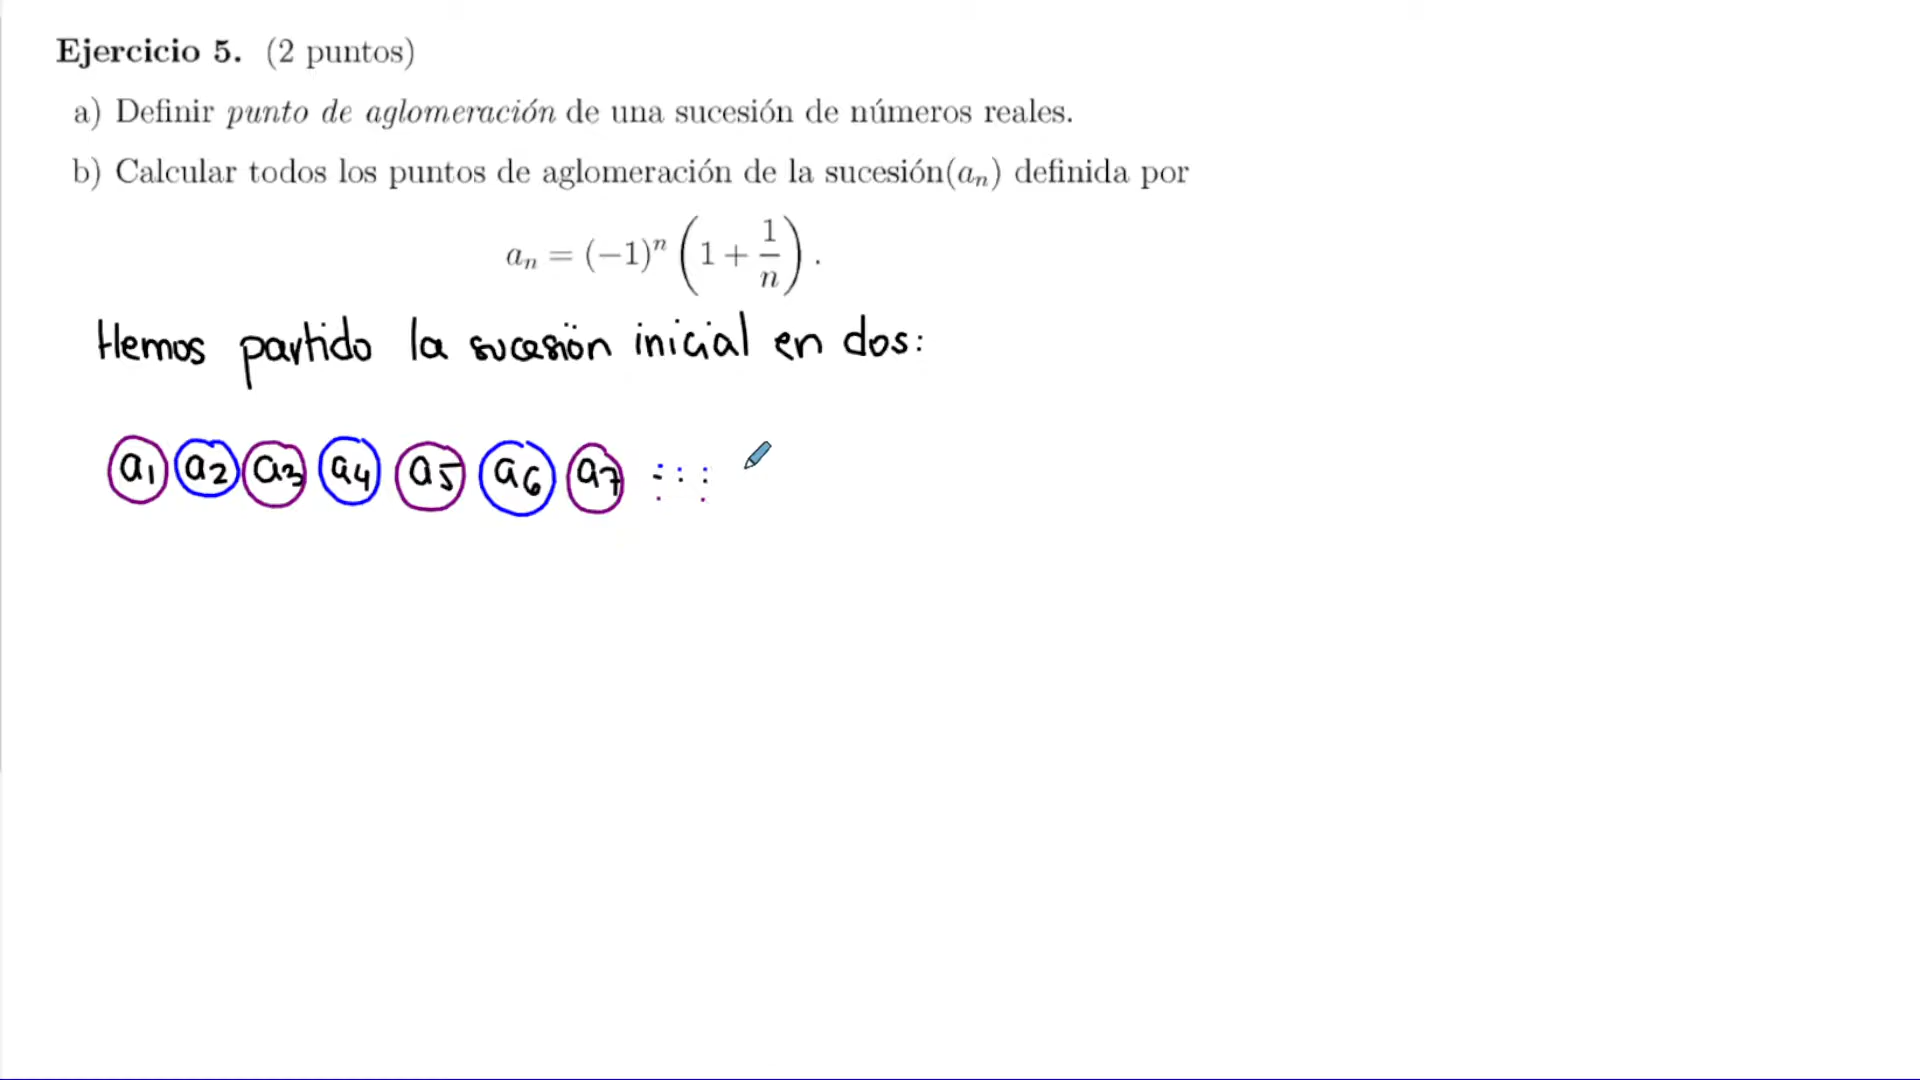 Ejercicio 5. (2 puntos)
a) Definir punto de aglomeración de una sucesión de números reales.
b) Calcular todos los puntos de aglomeración de la sucesión(aₙ) definida por
aₙ = (−1)ⁿ (1 + 1/n) .
Hemos partido la sucesión inicial en dos:
a₁ a₂ a₃ a₄ a₅ a₆ a₇ ...